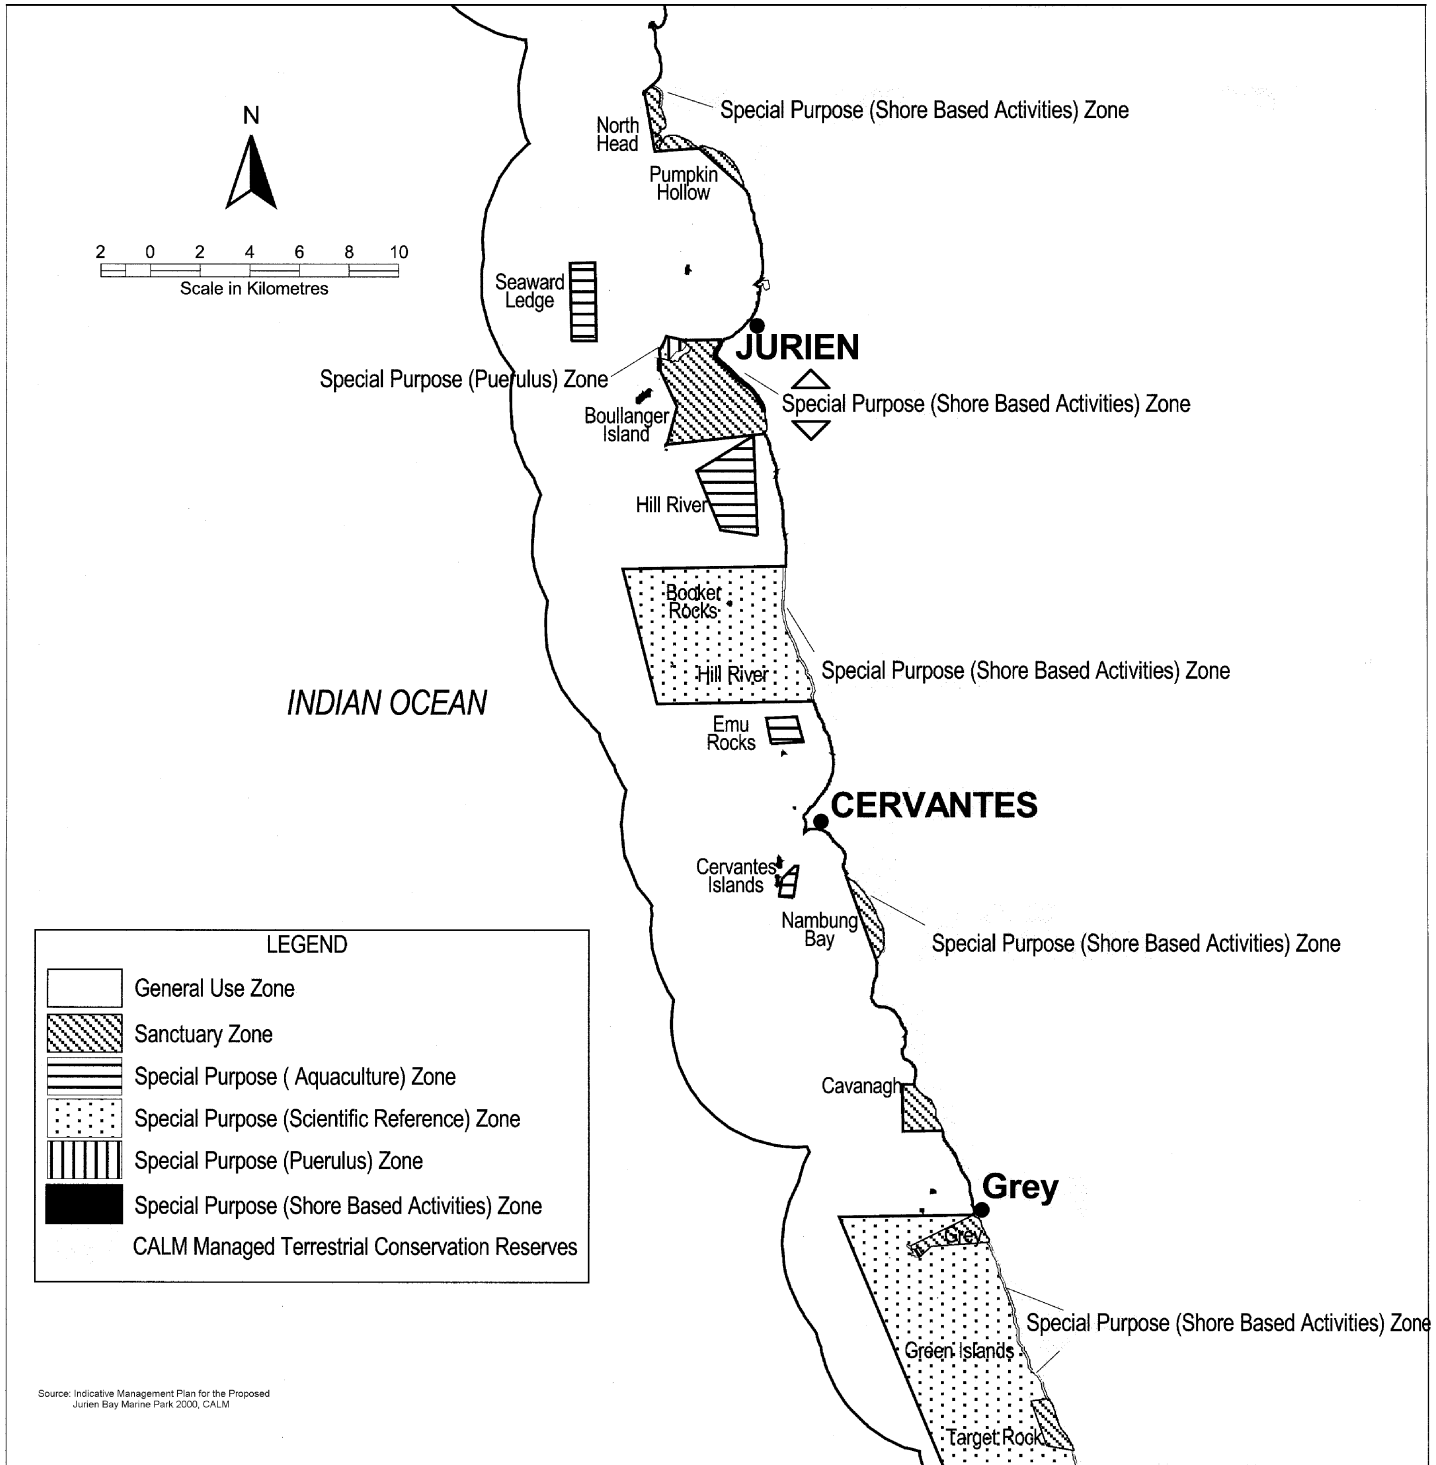 Special Purpose (Shore Based Activities) Zone
N
North
Head
Pumpkin
Hollow
2 0 2 4 6 8 10
Scale in Kilometres
Seaward
Ledge
JURIEN
Special Purpose (Puerulus) Zone
Special Purpose (Shore Based Activities) Zone
Boullanger
Island
Hill River
Booker
Rocks
Hill River
Special Purpose (Shore Based Activities) Zone
INDIAN OCEAN
Emu
Rocks
CERVANTES
Cervantes
Islands
Nambung
Bay
Special Purpose (Shore Based Activities) Zone
LEGEND
General Use Zone
Sanctuary Zone
Special Purpose ( Aquaculture) Zone
Special Purpose (Scientific Reference) Zone
Special Purpose (Puerulus) Zone
Special Purpose (Shore Based Activities) Zone
CALM Managed Terrestrial Conservation Reserves
Cavanagh
Grey
Grey
Special Purpose (Shore Based Activities) Zone
Green Islands
Target Rock
Source: Indicative Management Plan for the Proposed
Jurien Bay Marine Park 2000, CALM